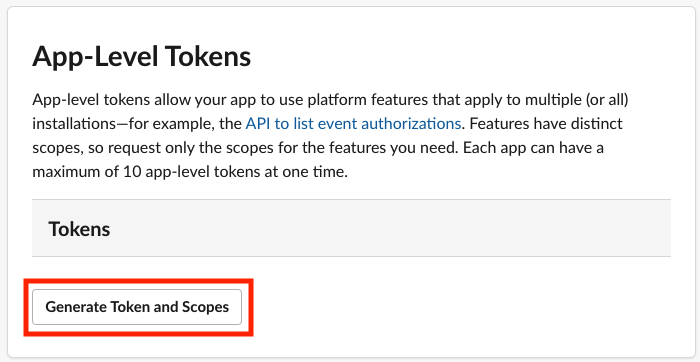 App-Level Tokens
App-level tokens allow your app to use platform features that apply to multiple (or all)
installations—for example, the API to list event authorizations. Features have distinct
scopes, so request only the scopes for the features you need. Each app can have a
maximum of 10 app-level tokens at one time.
Tokens
Generate Token and Scopes